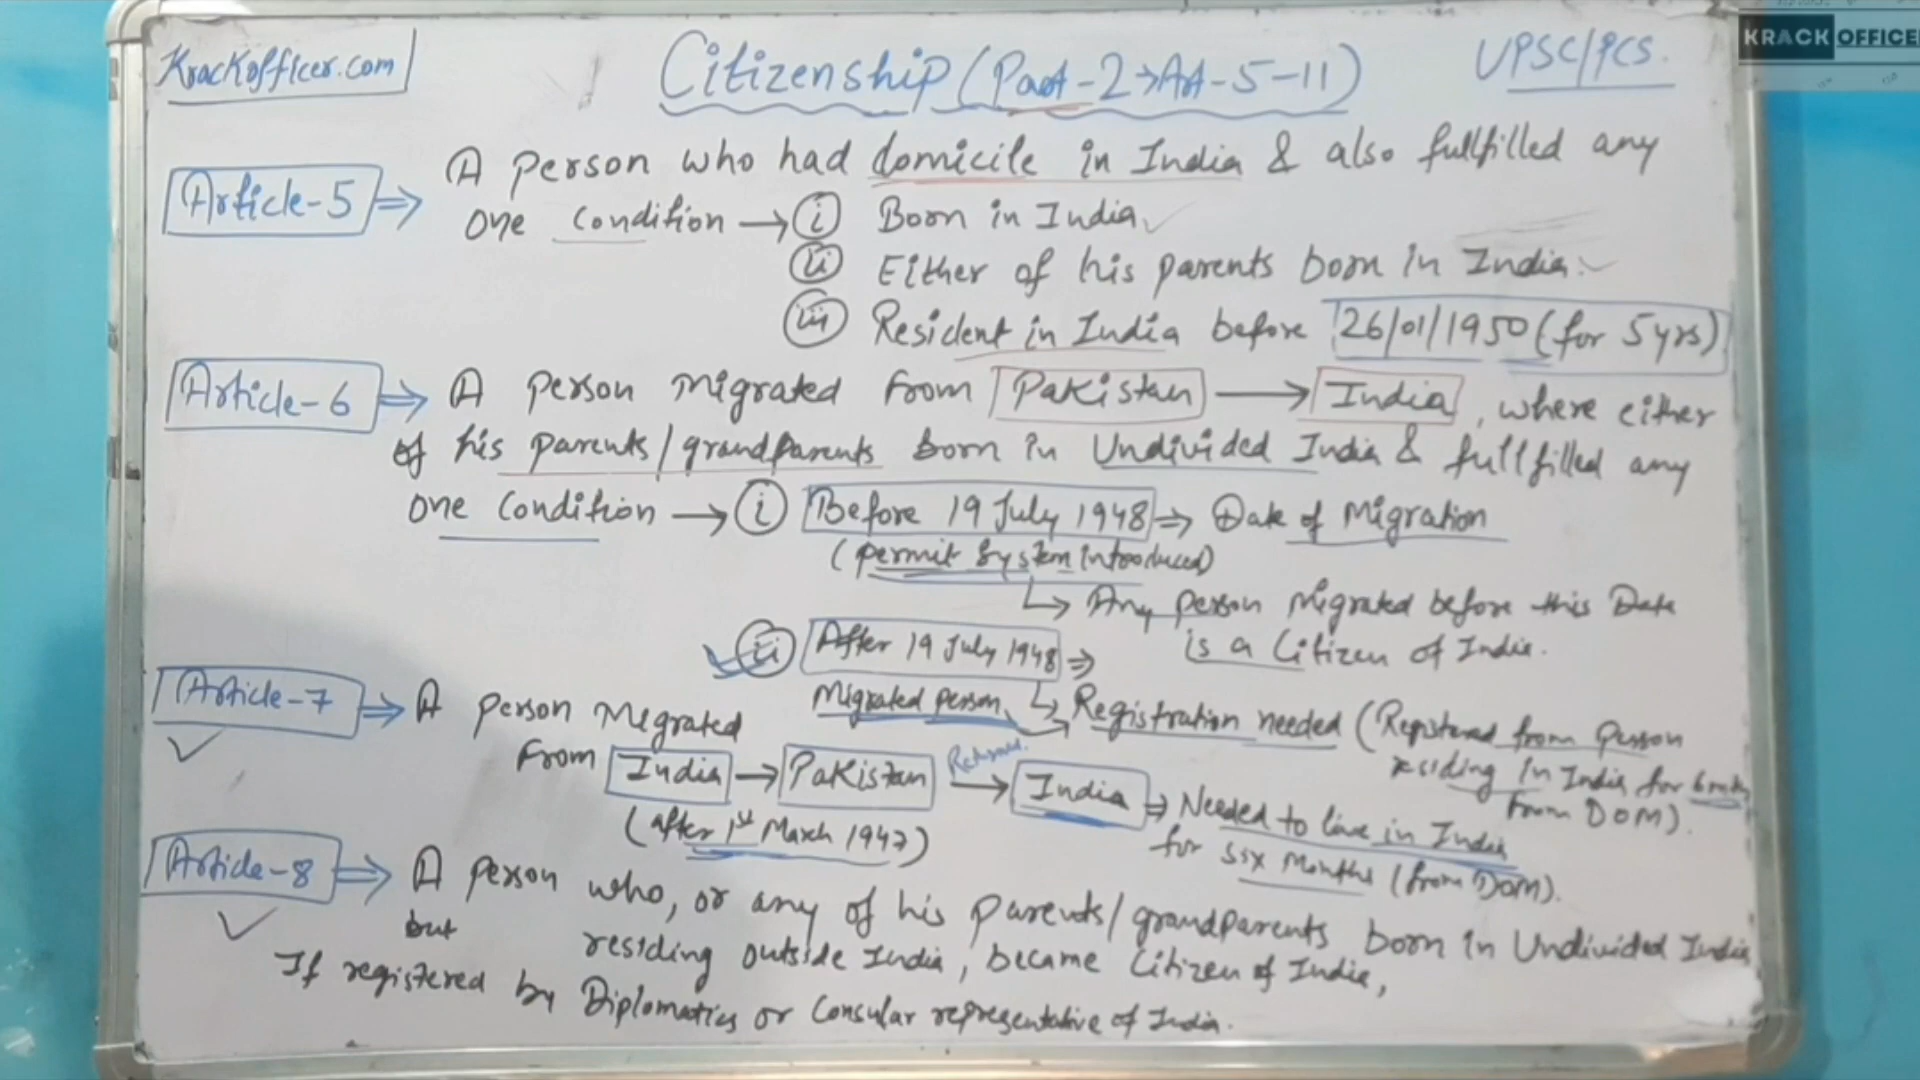 Krackofficer.com
Citizenship (Part-2→Art-5-11)
UPSC/PCS.
KRACK OFFICER
Article-5 ⇒ A person who had domicile in India & also fullfilled any
one condition → (i) Born in India
(ii) Either of his parents born in India.
(iii) Resident in India before 26/01/1950 (for 5yrs)
Article-6 ⇒ A person Migrated from Pakistan → India, where either
of his parents/grandparents born in Undivided India & fullfilled any
one condition → (i) Before 19 July 1948 ⇒ Date of Migration
(permit system introduced)
↳ Any person Migrated before this Date
is a Citizen of India.
(ii) After 19 July 1948 ⇒
Migrated person ↳ Registration needed (Registered from person
residing in India for 6 mnths
from DOM).
Article-7 ⇒ A person Migrated
from India → Pakistan → India ⇒ Needed to live in India
(after 1st March 1947)
for six Months (from DOM).
Article-8 ⇒ A person who, or any of his parents/grandparents born in Undivided India
but residing outside India, became Citizen of India,
If registered by Diplomatics or Consular representative of India.